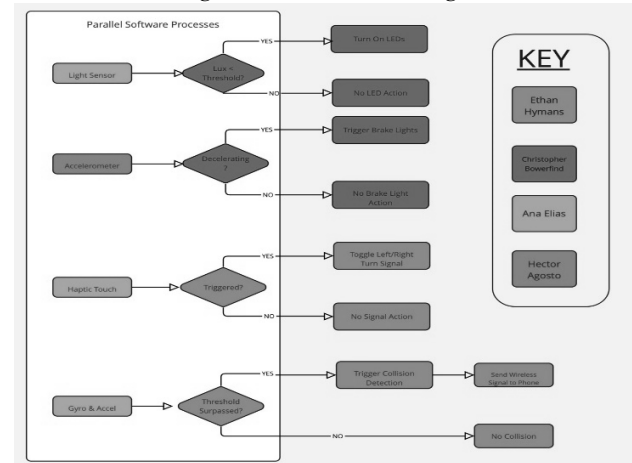 Parallel Software Processes
Light Sensor
Lux <
Threshold?
YES
Turn On LEDs
NO
No LED Action
Accelerometer
Decelerating
?
YES
Trigger Brake Lights
NO
No Brake Light
Action
Haptic Touch
Triggered?
YES
Toggle Left/Right
Turn Signal
NO
No Signal Action
Gyro & Accel
Threshold
Surpassed?
YES
Trigger Collision
Detection
Send Wireless
Signal to Phone
NO
No Collision
KEY
Ethan
Hymans
Christopher
Bowerfind
Ana Elias
Hector
Agosto